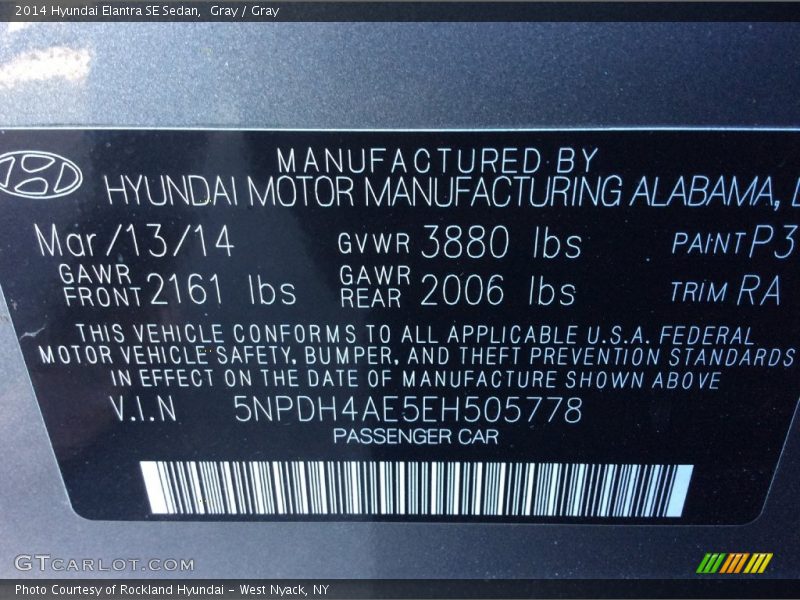 2014 Hyundai Elantra SE Sedan, Gray / Gray
MANUFACTURED BY
HYUNDAI MOTOR MANUFACTURING ALABAMA,
Mar/13/14 GVWR 3880 lbs PAINT P3
GAWR FRONT 2161 lbs GAWR REAR 2006 lbs TRIM RA
THIS VEHICLE CONFORMS TO ALL APPLICABLE U.S.A. FEDERAL
MOTOR VEHICLE SAFETY, BUMPER, AND THEFT PREVENTION STANDARDS
IN EFFECT ON THE DATE OF MANUFACTURE SHOWN ABOVE
V.I.N 5NPDH4AE5EH505778
PASSENGER CAR
GTCARLOT.COM
Photo Courtesy of Rockland Hyundai - West Nyack, NY